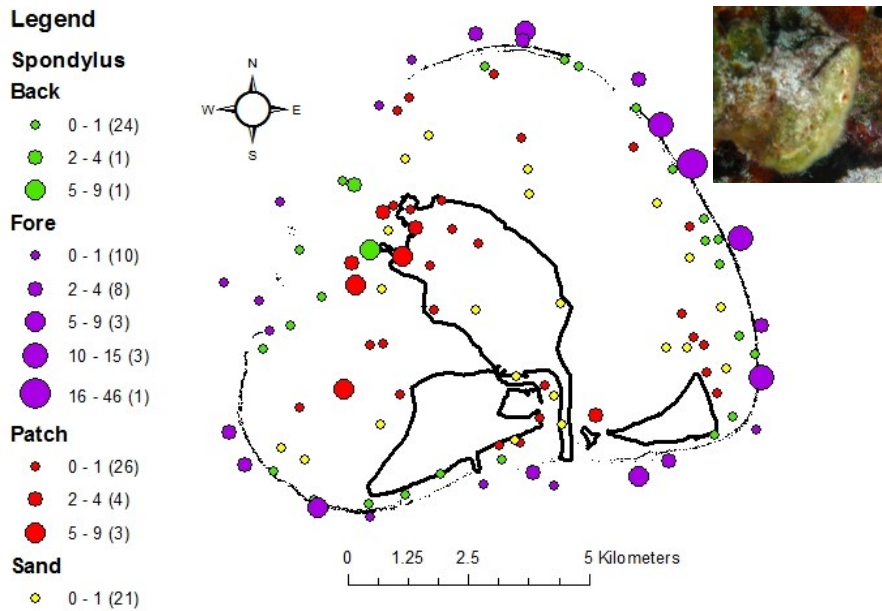 Legend
Spondylus
Back
0 - 1 (24)
2 - 4 (1)
5 - 9 (1)
Fore
0 - 1 (10)
2 - 4 (8)
5 - 9 (3)
10 - 15 (3)
16 - 46 (1)
Patch
0 - 1 (26)
2 - 4 (4)
5 - 9 (3)
Sand
0 - 1 (21)
N
W E
S
0 1.25 2.5 5 Kilometers